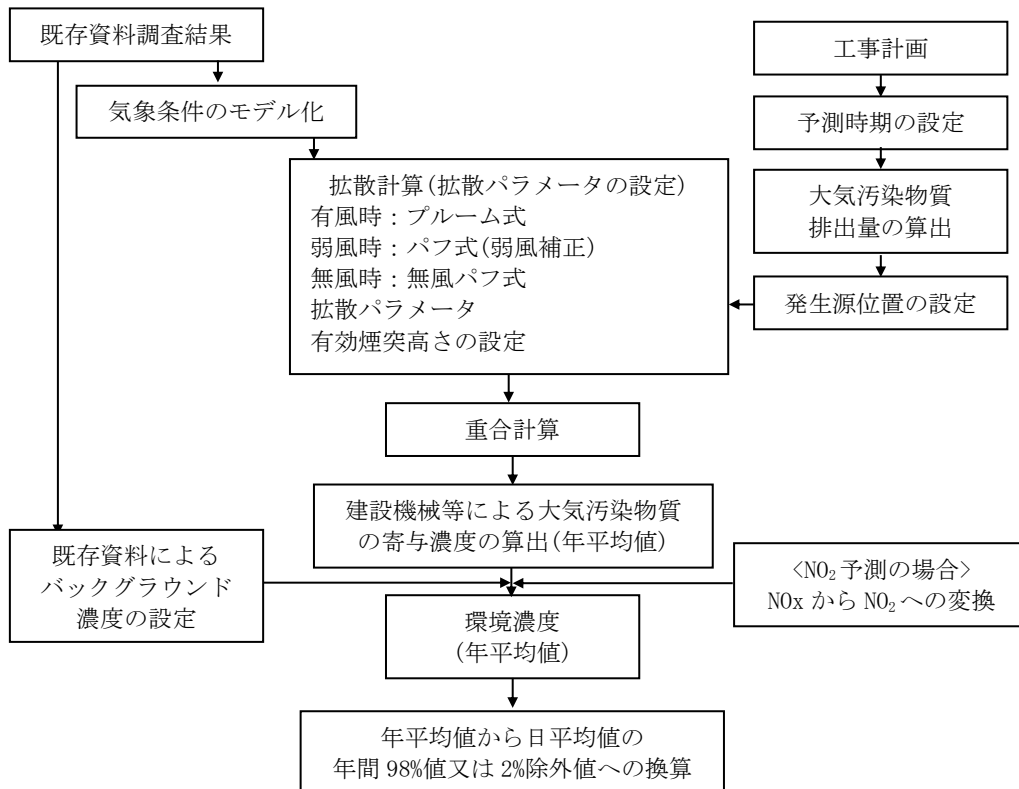 既存資料調査結果
気象条件のモデル化
工事計画
予測時期の設定
大気汚染物質
排出量の算出
発生源位置の設定
拡散計算(拡散パラメータの設定)
有風時：プルーム式
弱風時：パフ式(弱風補正)
無風時：無風パフ式
拡散パラメータ
有効煙突高さの設定
重合計算
建設機械等による大気汚染物質
の寄与濃度の算出(年平均値)
既存資料による
バックグラウンド
濃度の設定
<NO₂予測の場合>
NOxからNO₂への変換
環境濃度
(年平均値)
年平均値から日平均値の
年間98%値又は2%除外値への換算